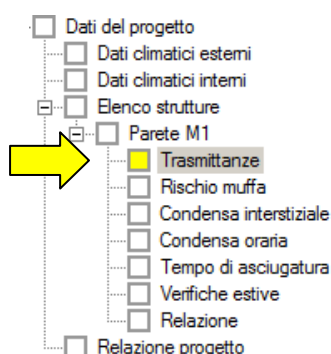 Dati del progetto
Dati climatici esterni
Dati climatici interni
Elenco strutture
Parete M1
Trasmittanze
Rischio muffa
Condensa interstiziale
Condensa oraria
Tempo di asciugatura
Verifiche estive
Relazione
Relazione progetto